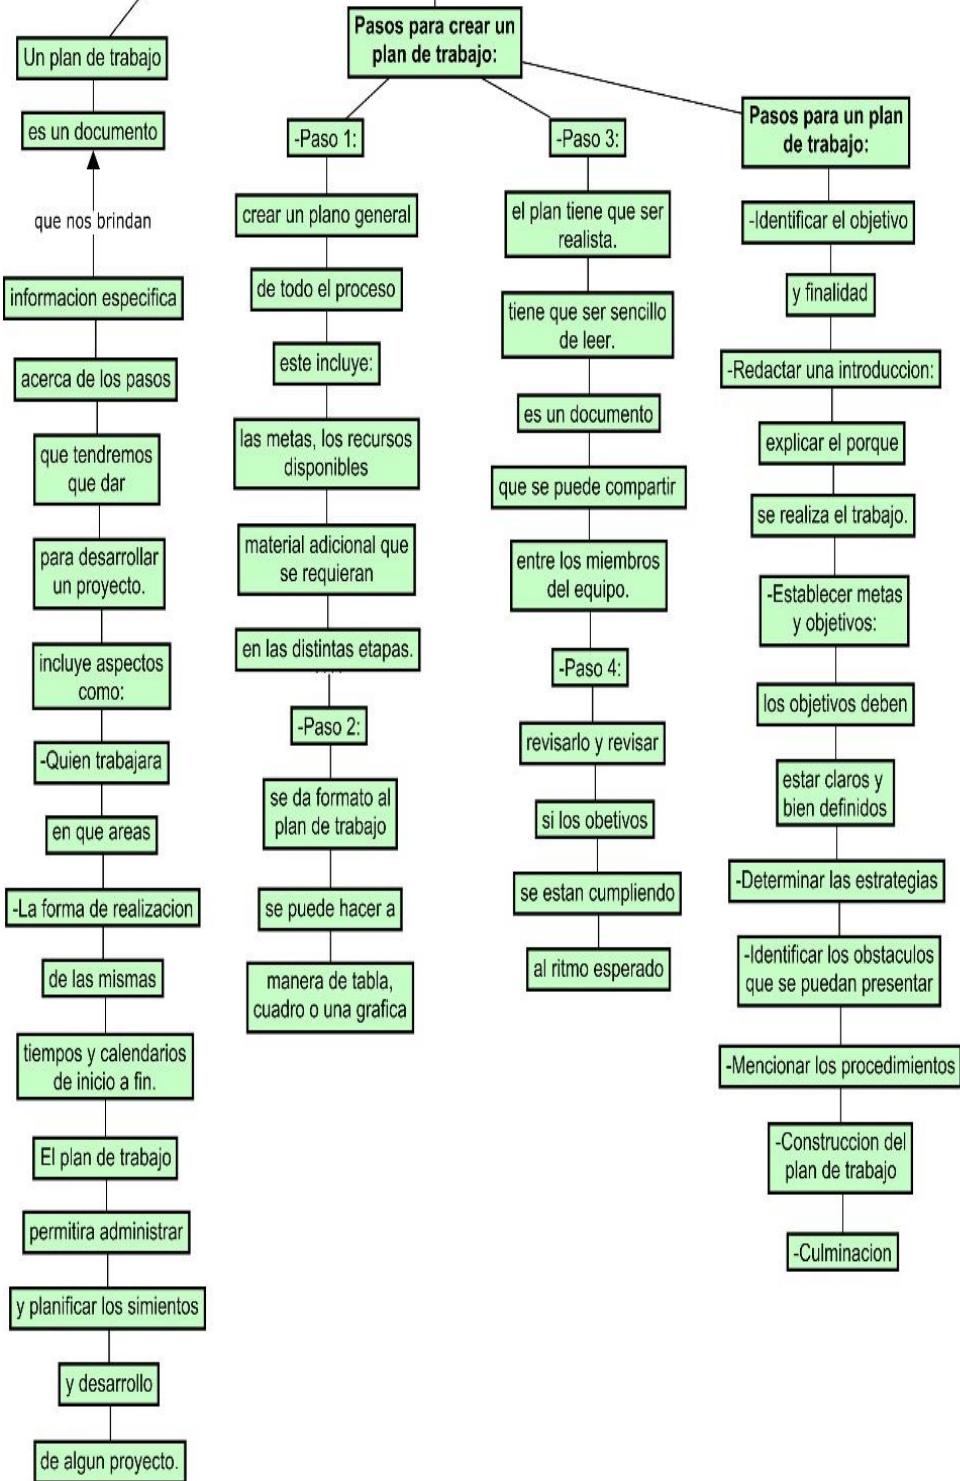 Un plan de trabajo
es un documento
que nos brindan
informacion especifica
acerca de los pasos
que tendremos
que dar
para desarrollar
un proyecto.
incluye aspectos
como:
-Quien trabajara
en que areas
-La forma de realizacion
de las mismas
tiempos y calendarios
de inicio a fin.
El plan de trabajo
permitira administrar
y planificar los simientos
y desarrollo
de algun proyecto.
Pasos para crear un
plan de trabajo:
-Paso 1:
crear un plano general
de todo el proceso
este incluye:
las metas, los recursos
disponibles
material adicional que
se requieran
en las distintas etapas.
-Paso 2:
se da formato al
plan de trabajo
se puede hacer a
manera de tabla,
cuadro o una grafica
-Paso 3:
el plan tiene que ser
realista.
tiene que ser sencillo
de leer.
es un documento
que se puede compartir
entre los miembros
del equipo.
-Paso 4:
revisarlo y revisar
si los obetivos
se estan cumpliendo
al ritmo esperado
Pasos para un plan
de trabajo:
-Identificar el objetivo
y finalidad
-Redactar una introduccion:
explicar el porque
se realiza el trabajo.
-Establecer metas
y objetivos:
los objetivos deben
estar claros y
bien definidos
-Determinar las estrategias
-Identificar los obstaculos
que se puedan presentar
-Mencionar los procedimientos
-Construccion del
plan de trabajo
-Culminacion